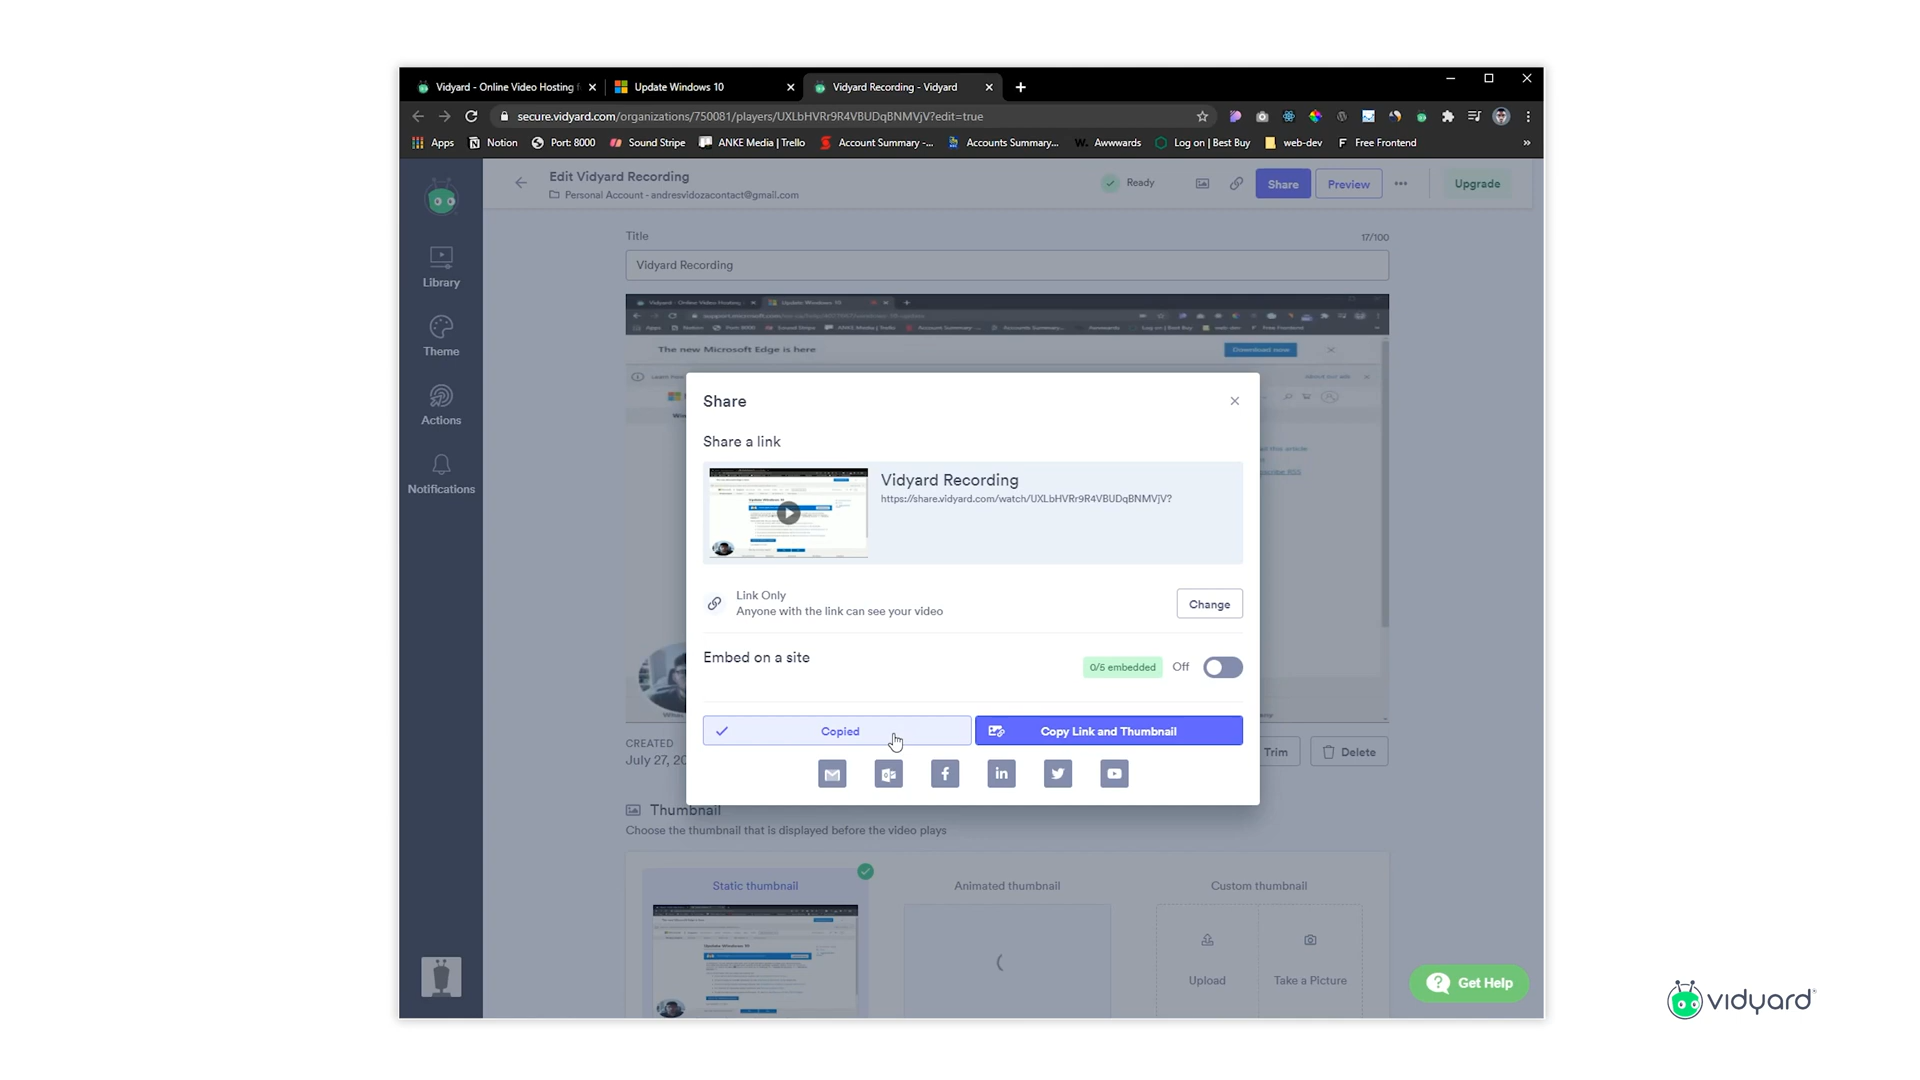 Vidyard - Online Video Hosting f
Update Windows 10
Vidyard Recording - Vidyard
secure.vidyard.com/organizations/750081/players/UXLbHVRr9R4VBUDqBNMVjV?edit=true
Apps
Notion
Port: 8000
Sound Stripe
ANKE Media | Trello
Account Summary -...
Accounts Summary...
Awwwards
Log on | Best Buy
web-dev
Free Frontend
Edit Vidyard Recording
Personal Account - andresvidozacontact@gmail.com
Ready
Share
Preview
Upgrade
Library
Theme
Actions
Notifications
Title
17/100
Vidyard Recording
The new Microsoft Edge is here
Download now
Share
Share a link
Vidyard Recording
https://share.vidyard.com/watch/UXLbHVRr9R4VBUDqBNMVjV?
Link Only
Anyone with the link can see your video
Change
Embed on a site
0/5 embedded
Off
Copied
Copy Link and Thumbnail
CREATED
July 27, 20
Trim
Delete
Thumbnail
Choose the thumbnail that is displayed before the video plays
Static thumbnail
Animated thumbnail
Custom thumbnail
Update Windows 10
Upload
Take a Picture
Get Help
vidyard